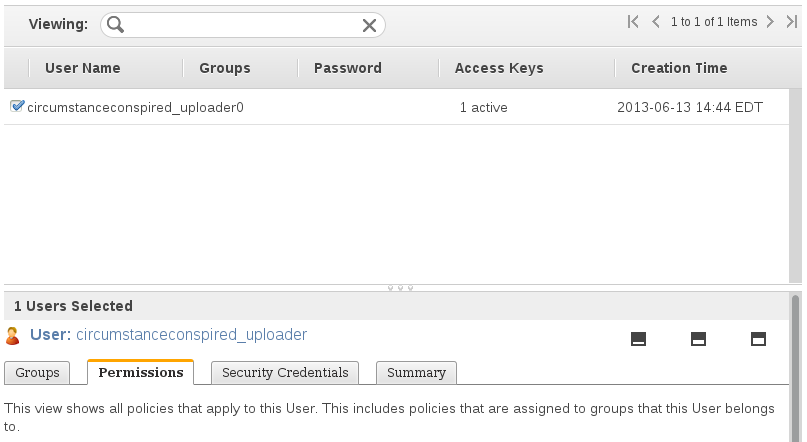 Viewing:
1 to 1 of 1 Items
User Name Groups Password Access Keys Creation Time
circumstanceconspired_uploader0 1 active 2013-06-13 14:44 EDT
1 Users Selected
User: circumstanceconspired_uploader
Groups Permissions Security Credentials Summary
This view shows all policies that apply to this User. This includes policies that are assigned to groups that this User belongs
to.